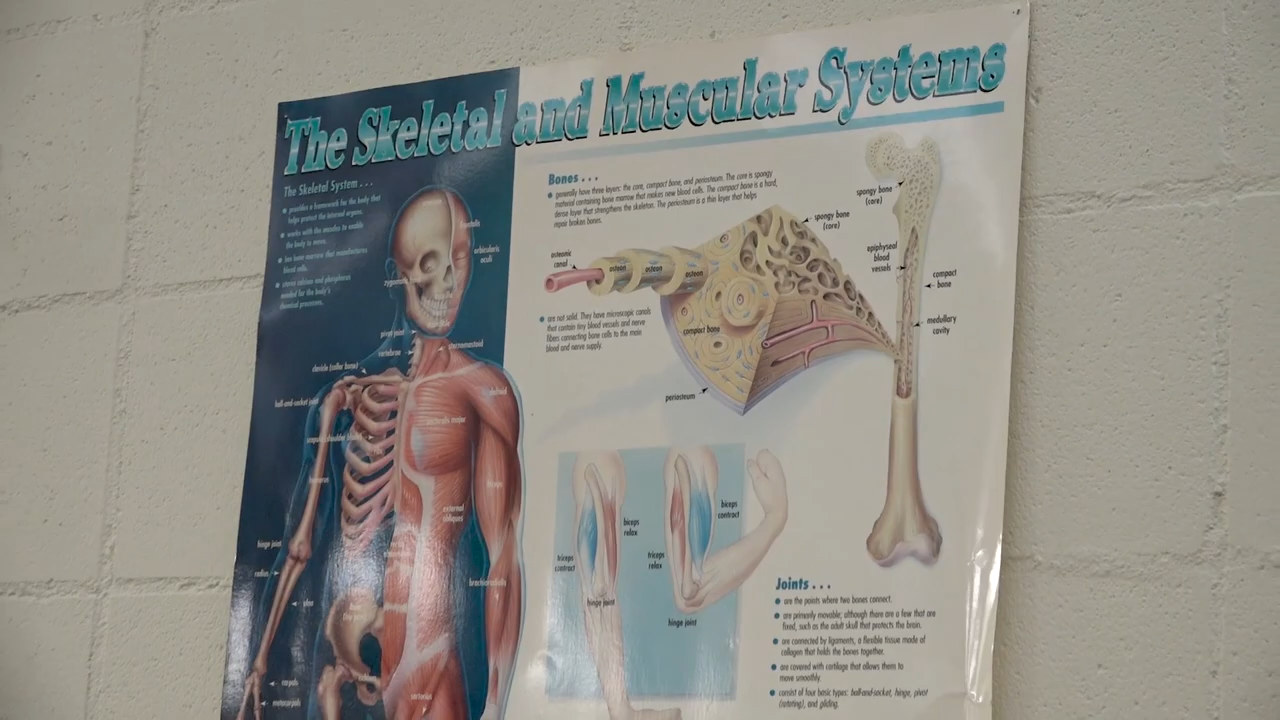 The Skeletal and Muscular Systems
The Skeletal System . . .
provides a framework for the body that
helps protect the internal organs.
works with the muscles to enable
the body to move.
has bone marrow that manufactures
blood cells.
stores calcium and phosphorus
needed for the body's
chemical processes.
frontalis
orbicularis
oculi
pivot joint
vertebrae
sternomastoid
clavicle (collar bone)
ball-and-socket joint
deltoid
pectoralis major
humerus
external
obliques
hinge joint
radius
ulna
brachioradialis
carpals
metacarpals
sartorius
Bones . . .
generally have three layers: the core, compact bone, and periosteum. The core is spongy
material containing bone marrow that makes new blood cells. The compact bone is a hard,
dense layer that strengthens the skeleton. The periosteum is a thin layer that helps
repair broken bones.
osteonic
canal
osteon
osteon
osteon
spongy bone
(core)
compact bone
periosteum
are not solid. They have microscopic canals
that contain tiny blood vessels and nerve
fibers connecting bone cells to the main
blood and nerve supply.
spongy bone
(core)
epiphyseal
blood
vessels
compact
bone
medullary
cavity
triceps
contract
biceps
relax
hinge joint
triceps
relax
biceps
contract
hinge joint
Joints . . .
are the points where two bones connect.
are primarily movable; although there are a few that are
fixed, such as the adult skull that protects the brain.
are connected by ligaments, a flexible tissue made of
collagen that holds the bones together.
are covered with cartilage that allows them to
move smoothly.
consist of four basic types: ball-and-socket, hinge, pivot
(rotating), and gliding.